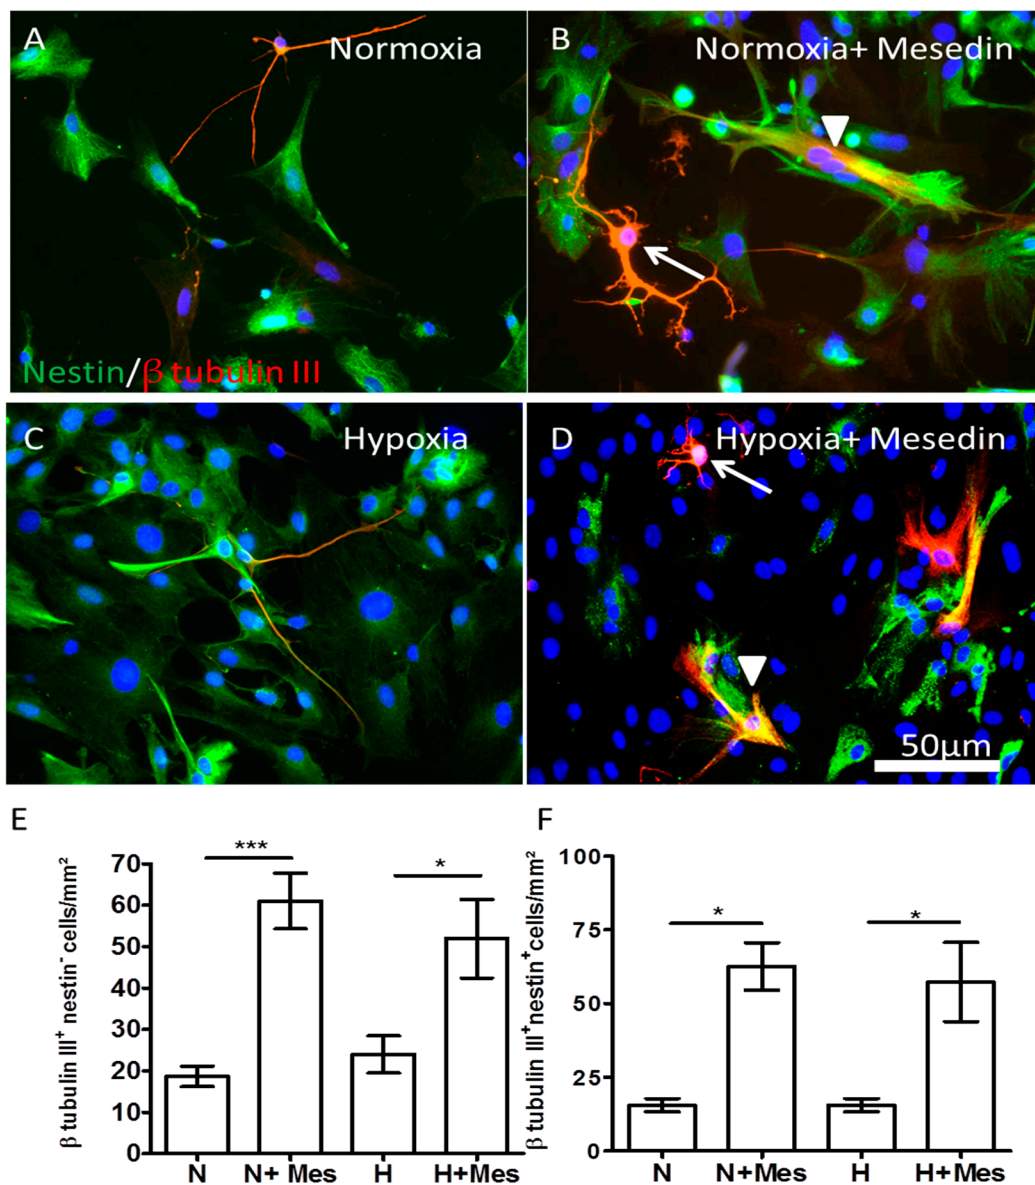 A
Normoxia
B
Normoxia+ Mesedin
Nestin/β tubulin III
C
Hypoxia
D
Hypoxia+ Mesedin
50µm
E
β tubulin III⁺ nestin⁻ cells/mm²
***
*
70
60
50
40
30
20
10
0
N
N+ Mes
H
H+Mes
F
β tubulin III⁺nestin⁺cells/mm²
*
*
100
75
50
25
0
N
N+Mes
H
H+Mes